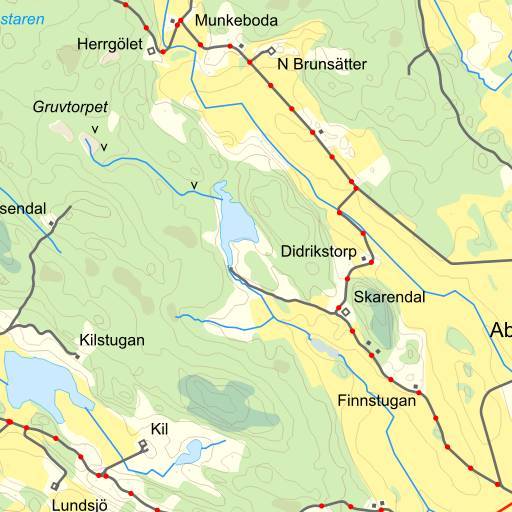 staren
Munkeboda
Herrgölet
N Brunsätter
Gruvtorpet
v
v
v
sendal
Didrikstorp
Skarendal
Ab
Kilstugan
Finnstugan
Kil
Lundsjö